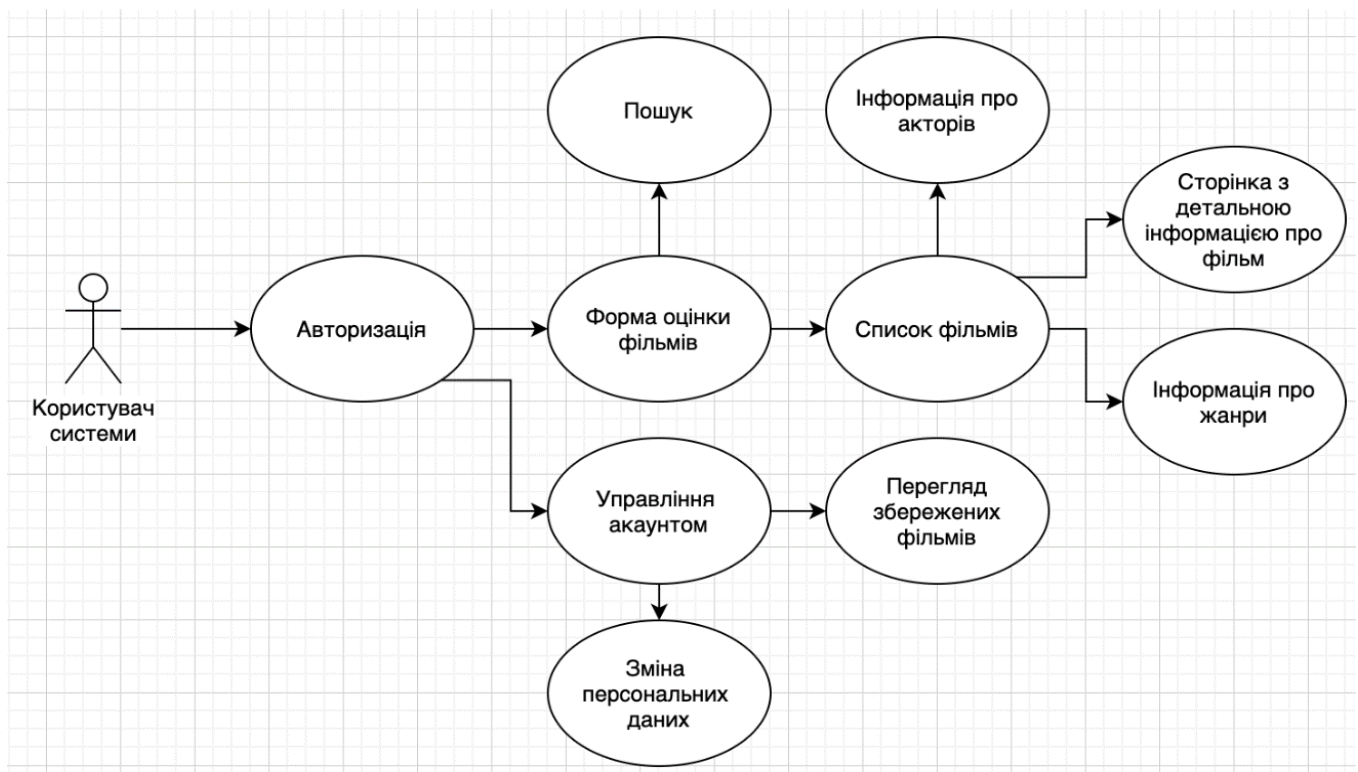 Пошук
Інформація про
акторів
Сторінка з
детальною
інформацією про
фільм
Авторизація
Форма оцінки
фільмів
Список фільмів
Інформація про
жанри
Користувач
системи
Управління
акаунтом
Перегляд
збережених
фільмів
Зміна
персональних
даних